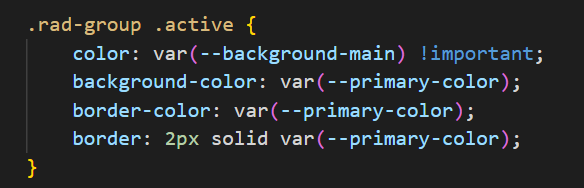 .rad-group .active {
    color: var(--background-main) !important;
    background-color: var(--primary-color);
    border-color: var(--primary-color);
    border: 2px solid var(--primary-color);
}